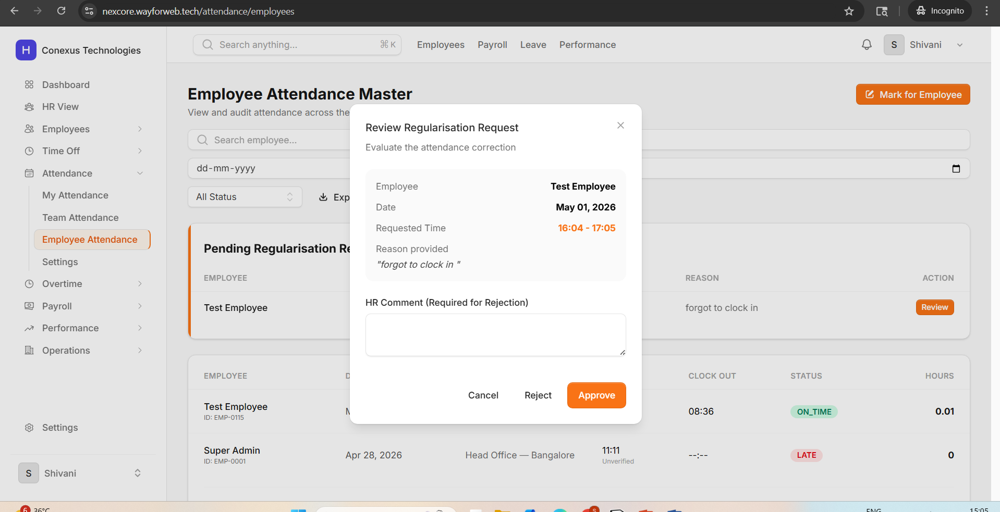 nexcore.wayforweb.tech/attendance/employees
Incognito
H
Conexus Technologies
Search anything...
⌘ K
Employees
Payroll
Leave
Performance
S
Shivani
Dashboard
HR View
Employees
Time Off
Attendance
My Attendance
Team Attendance
Employee Attendance
Settings
Overtime
Payroll
Performance
Operations
Settings
S
Shivani
Employee Attendance Master
View and audit attendance across the
Mark for Employee
Search employee...
dd-mm-yyyy
All Status
Exp
Pending Regularisation Re
EMPLOYEE
REASON
ACTION
Test Employee
forgot to clock in
Review
Review Regularisation Request
Evaluate the attendance correction
Employee
Test Employee
Date
May 01, 2026
Requested Time
16:04 - 17:05
Reason provided
"forgot to clock in "
HR Comment (Required for Rejection)
Cancel
Reject
Approve
EMPLOYEE
CLOCK OUT
STATUS
HOURS
Test Employee
ID: EMP-0115
08:36
ON_TIME
0.01
Super Admin
ID: EMP-0001
Apr 28, 2026
Head Office — Bangalore
11:11
Unverified
--:--
LATE
0
6
36°C
S
ENG
15:05